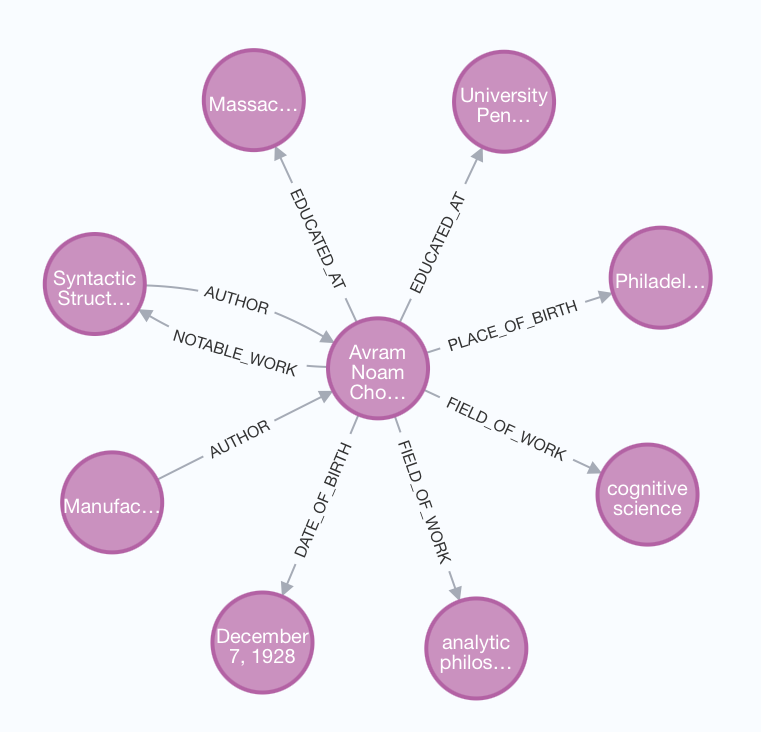 Massac...
University
Pen...
EDUCATED_AT
EDUCATED_AT
Syntactic
Struct...
AUTHOR
Philadel...
PLACE_OF_BIRTH
NOTABLE_WORK
Avram
Noam
Cho...
FIELD_OF_WORK
AUTHOR
Manufac...
cognitive
science
DATE_OF_BIRTH
FIELD_OF_WORK
December
7, 1928
analytic
philos...